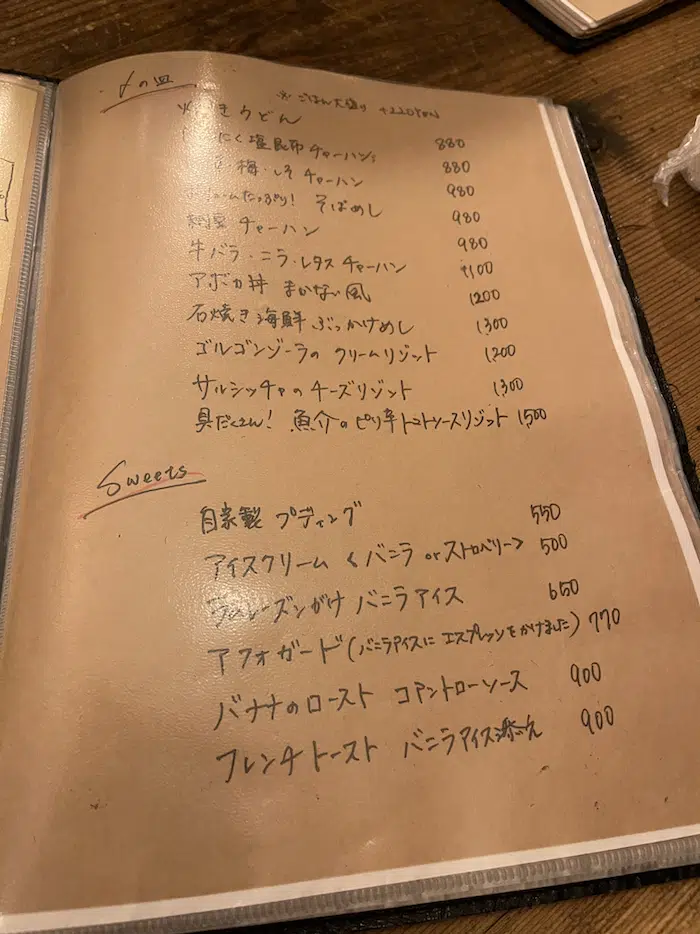 〆の皿
※ ごはん大盛り +220YEN
焼きうどん 880
にく塩昆布チャーハン 880
梅・しそ チャーハン 980
たっぷり! そばめし 980
チャーハン 980
牛バラ・ニラ・レタス チャーハン 1100
アボカ丼 まかない風 1200
石焼き海鮮ぶっかけめし 1300
ゴルゴンゾーラの クリームリゾット 1200
サルシッチャの チーズリゾット 1300
具だくさん! 魚介のピリ辛トマトソースリゾット 1500
Sweets
自家製 プディング 550
アイスクリーム <バニラ orストロベリー> 500
ラムレーズンがけ バニラアイス 650
アフォガード(バニラアイスに エスプレッソをかけました) 770
バナナのロースト コアントローソース 900
フレンチトースト バニラアイス添え 900